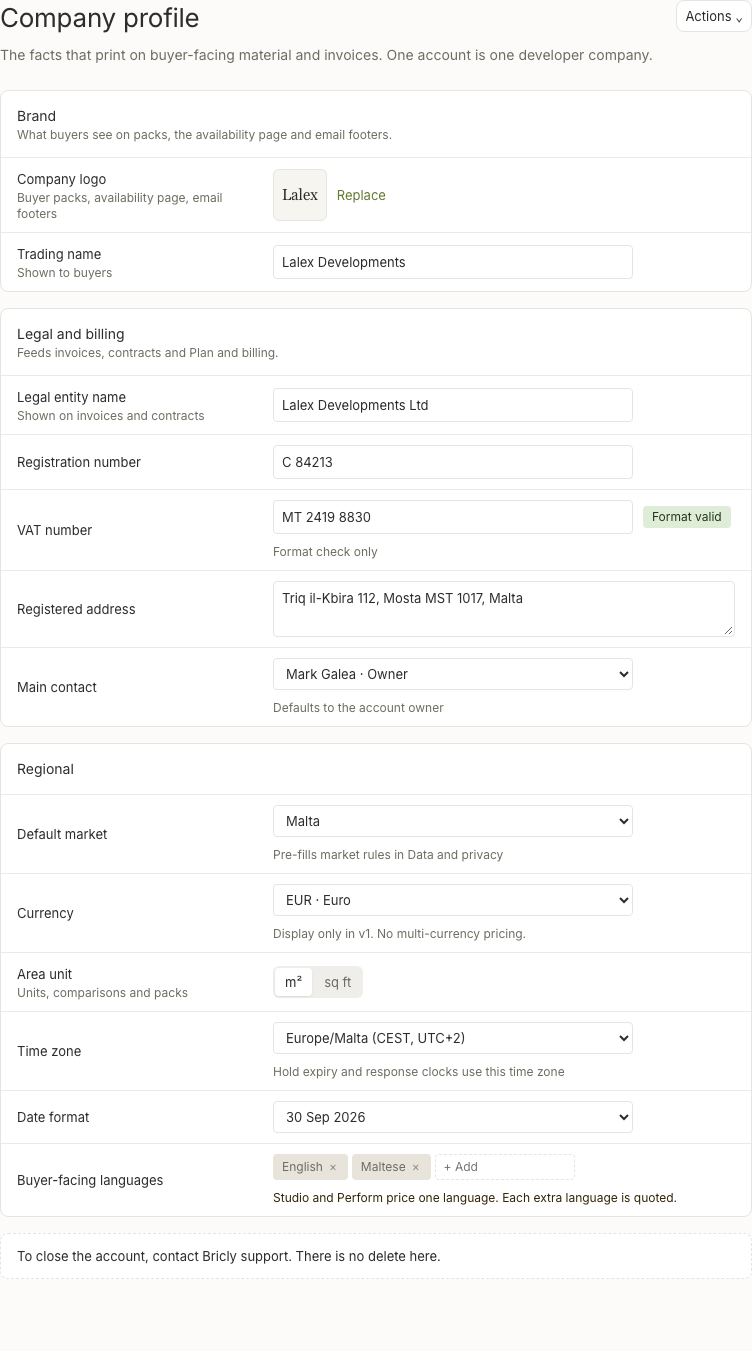 Company profile
Actions
The facts that print on buyer-facing material and invoices. One account is one developer company.
Brand
What buyers see on packs, the availability page and email footers.
Company logo
Buyer packs, availability page, email
footers
Lalex
Replace
Trading name
Shown to buyers
Lalex Developments
Legal and billing
Feeds invoices, contracts and Plan and billing.
Legal entity name
Shown on invoices and contracts
Lalex Developments Ltd
Registration number
C 84213
VAT number
MT 2419 8830
Format valid
Format check only
Registered address
Triq il-Kbira 112, Mosta MST 1017, Malta
Main contact
Mark Galea · Owner
Defaults to the account owner
Regional
Default market
Malta
Pre-fills market rules in Data and privacy
Currency
EUR · Euro
Display only in v1. No multi-currency pricing.
Area unit
Units, comparisons and packs
m²
sq ft
Time zone
Europe/Malta (CEST, UTC+2)
Hold expiry and response clocks use this time zone
Date format
30 Sep 2026
Buyer-facing languages
English ×
Maltese ×
+ Add
Studio and Perform price one language. Each extra language is quoted.
To close the account, contact Bricly support. There is no delete here.